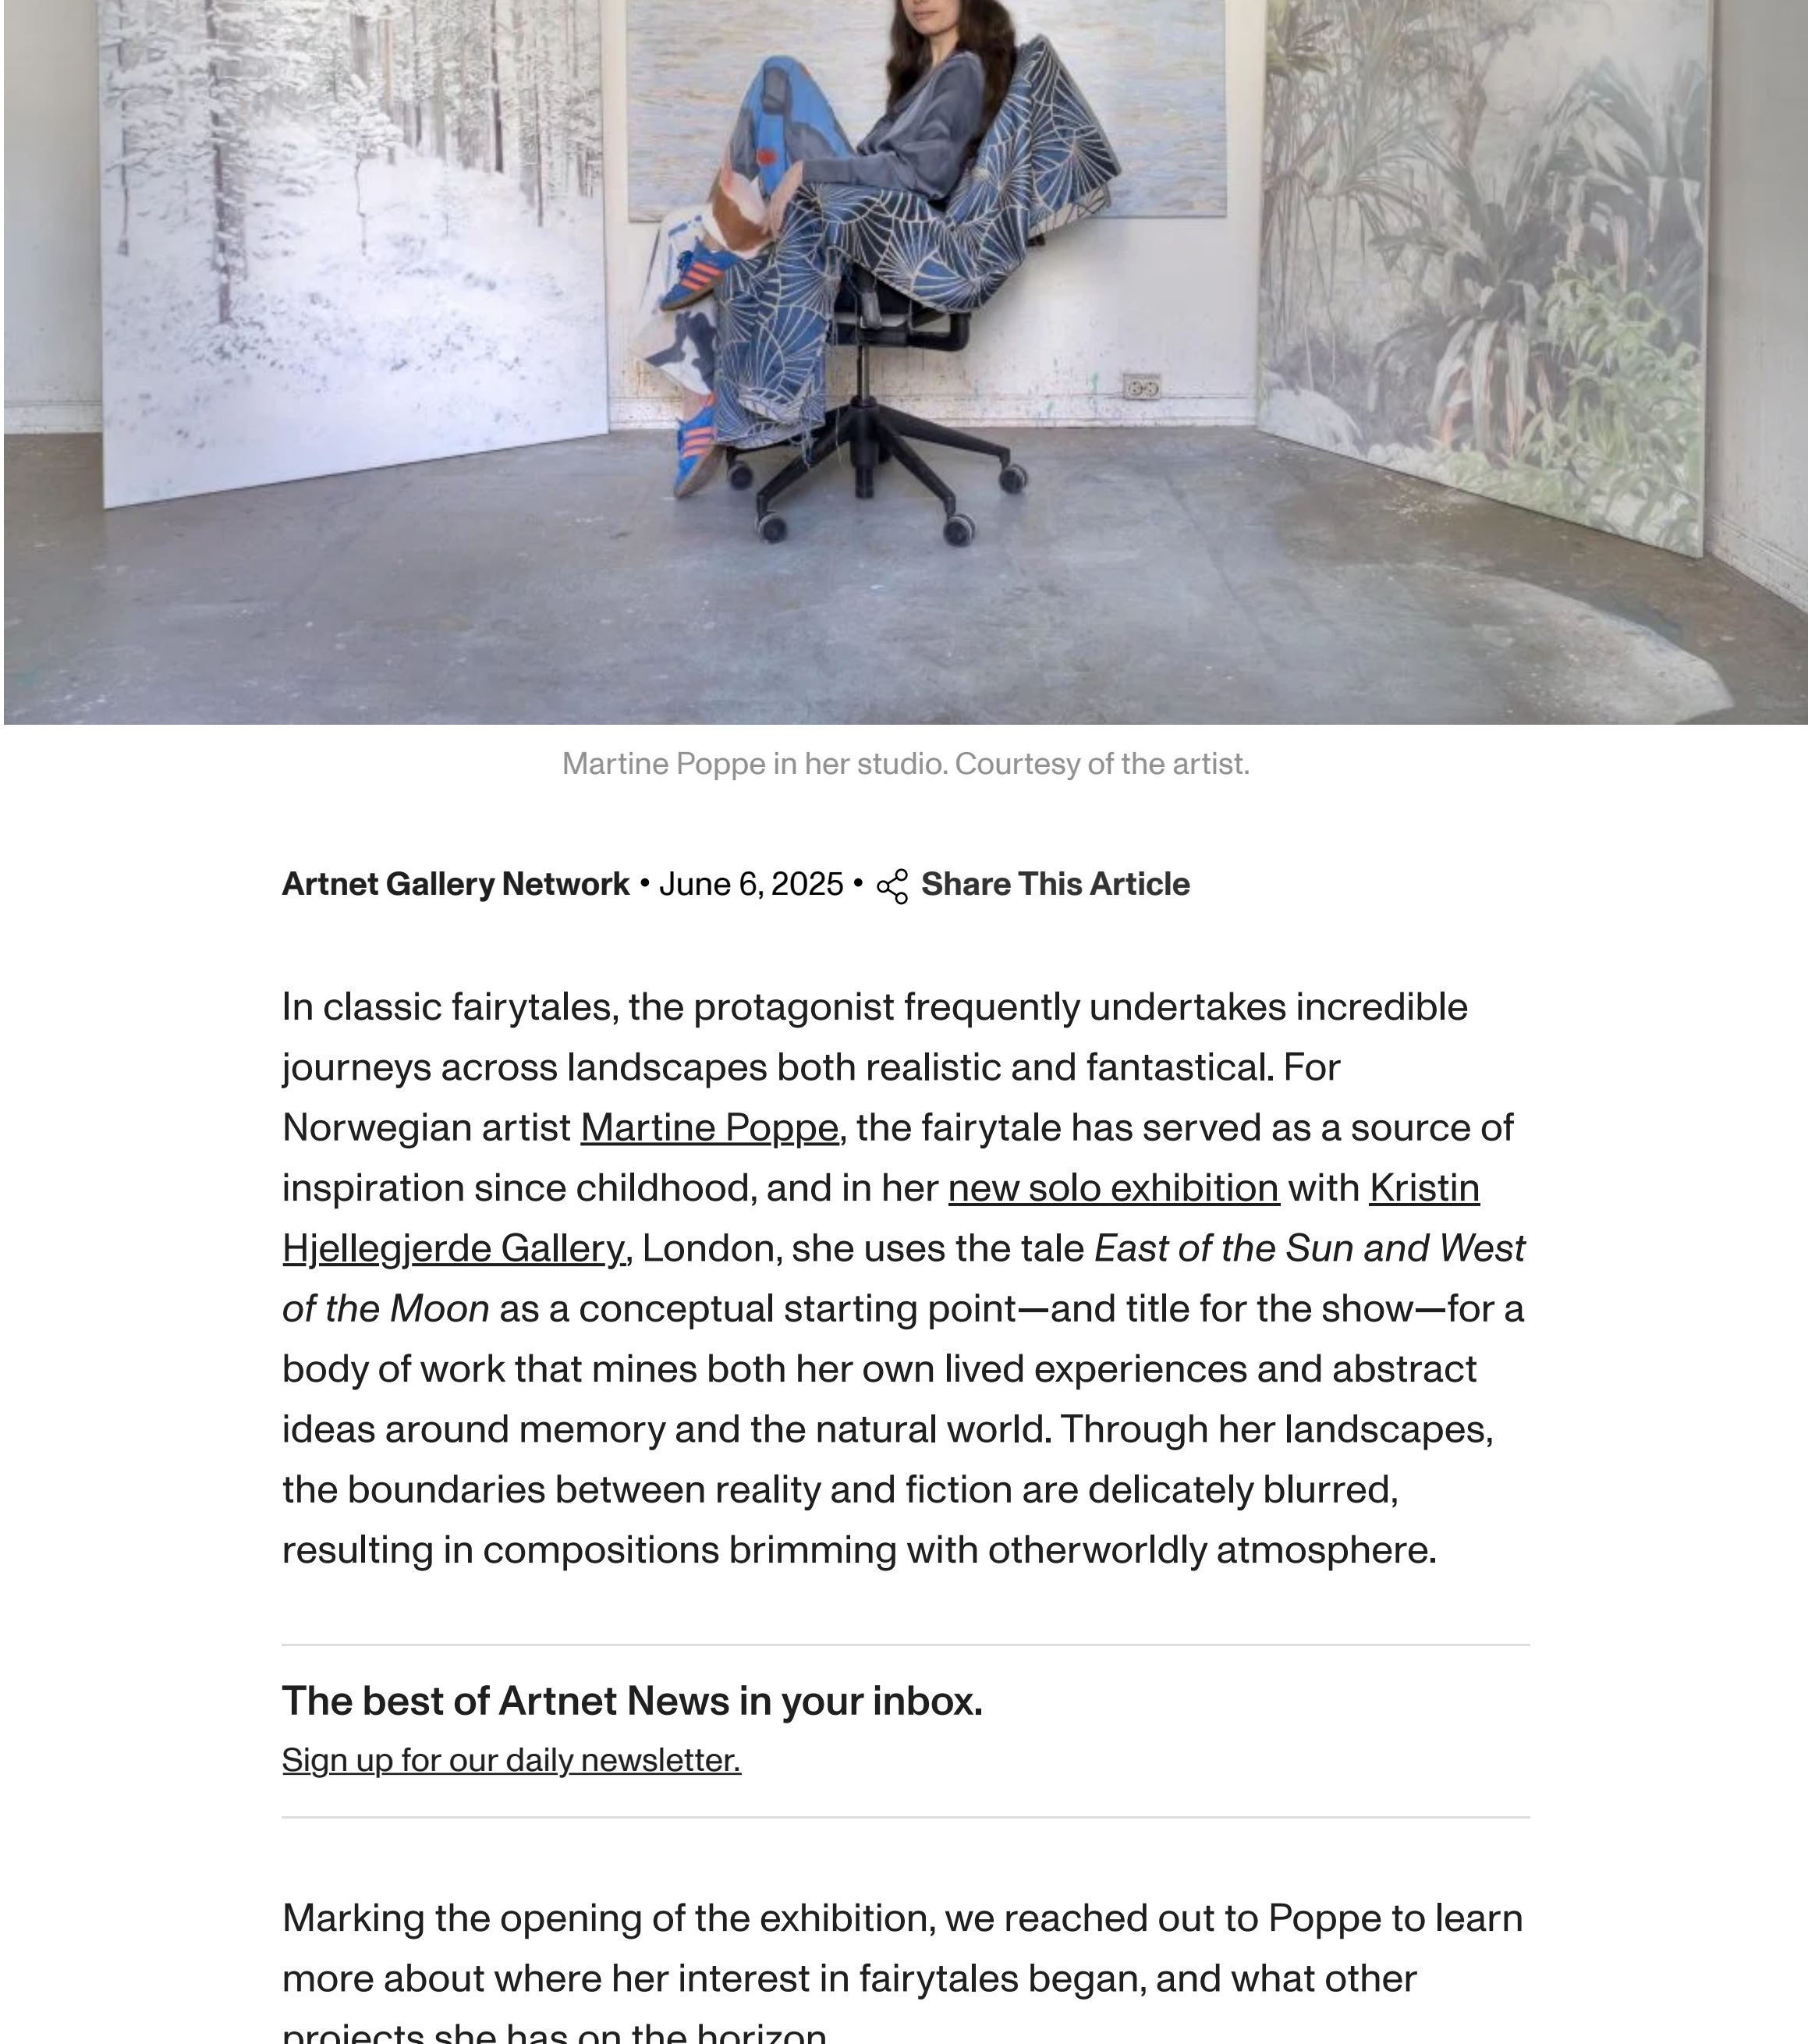 Martine Poppe in her studio. Courtesy of the artist.
Artnet Gallery Network • June 6, 2025 • Share This Article
In classic fairytales, the protagonist frequently undertakes incredible
journeys across landscapes both realistic and fantastical. For
Norwegian artist Martine Poppe, the fairytale has served as a source of
inspiration since childhood, and in her new solo exhibition with Kristin
Hjellegjerde Gallery, London, she uses the tale East of the Sun and West
of the Moon as a conceptual starting point—and title for the show—for a
body of work that mines both her own lived experiences and abstract
ideas around memory and the natural world. Through her landscapes,
the boundaries between reality and fiction are delicately blurred,
resulting in compositions brimming with otherworldly atmosphere.
The best of Artnet News in your inbox.
Sign up for our daily newsletter.
Marking the opening of the exhibition, we reached out to Poppe to learn
more about where her interest in fairytales began, and what other
projects she has on the horizon.